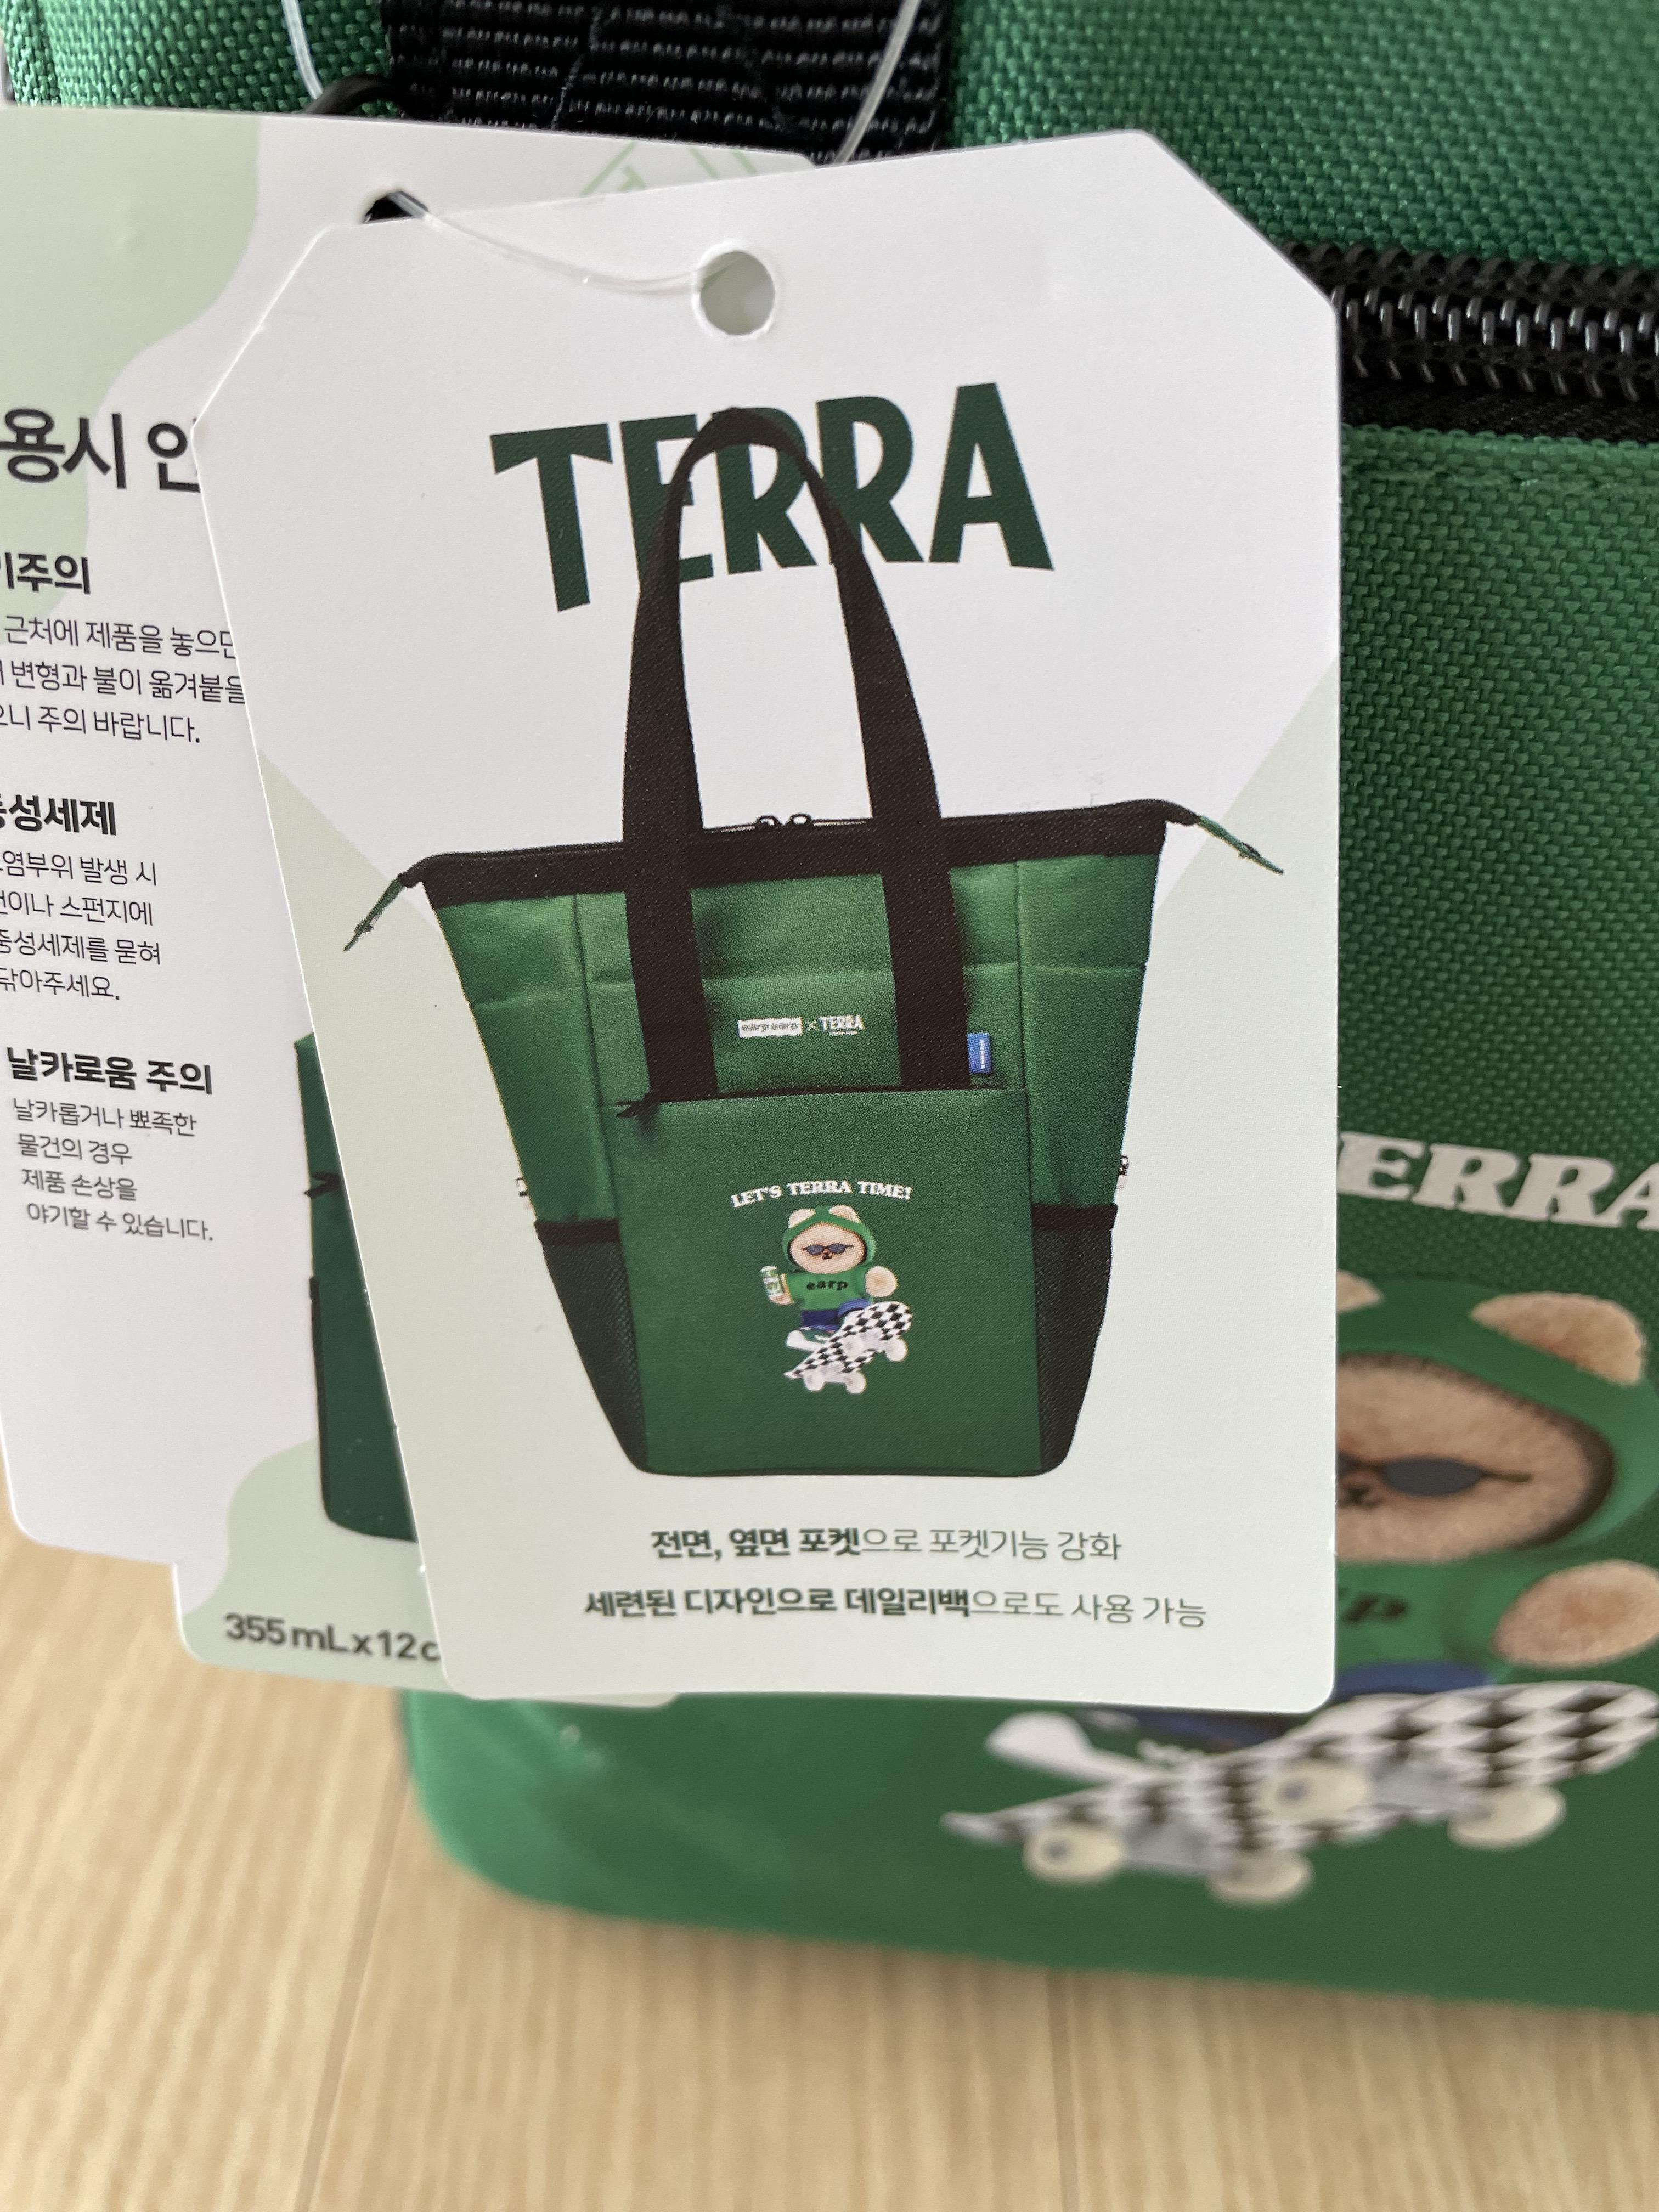 TERRA
earp earp × TERRA
LET'S TERRA TIME!
earp
전면, 옆면 포켓으로 포켓기능 강화
세련된 디자인으로 데일리백으로도 사용 가능
용시
주의
근처에 제품을 놓으면
변형과 불이 옮겨붙을
주의 바랍니다.
중성세제
오염부위 발생 시
스펀지에
중성세제를 묻혀
닦아주세요.
날카로움 주의
날카롭거나 뾰족한
물건의 경우
제품 손상을
야기할 수 있습니다.
355mLx12c
ERRA